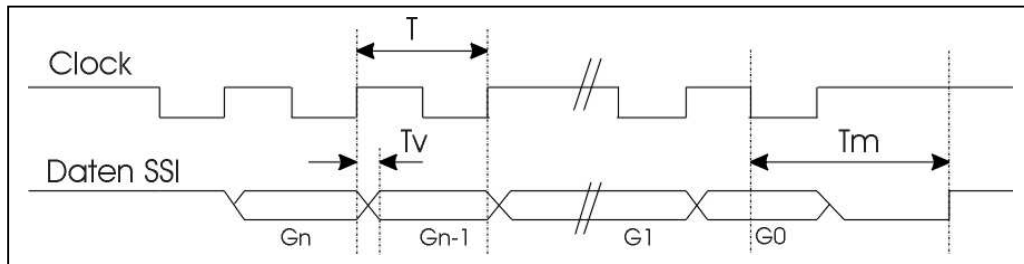 T
Clock
Tv
Tm
Daten SSI
Gn
Gn-1
G1
G0